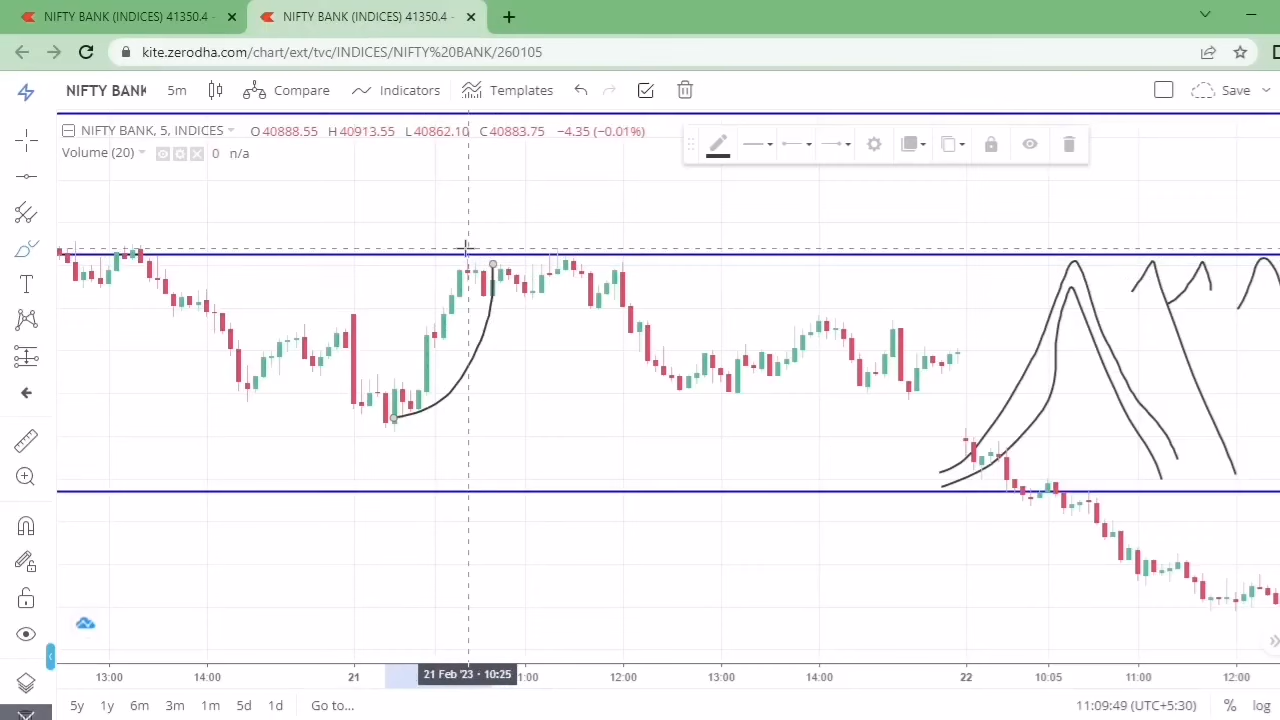 NIFTY BANK (INDICES) 41350.4 -
NIFTY BANK (INDICES) 41350.4 -
kite.zerodha.com/chart/ext/tvc/INDICES/NIFTY%20BANK/260105
NIFTY BANK 5m Compare Indicators Templates Save
NIFTY BANK, 5, INDICES O40888.55 H40913.55 L40862.10 C40883.75 −4.35 (−0.01%)
Volume (20) 0 n/a
13:00 14:00 21 21 Feb '23 - 10:25 1:00 12:00 13:00 14:00 22 10:05 11:00 12:00
5y 1y 6m 3m 1m 5d 1d Go to... 11:09:49 (UTC+5:30) % log